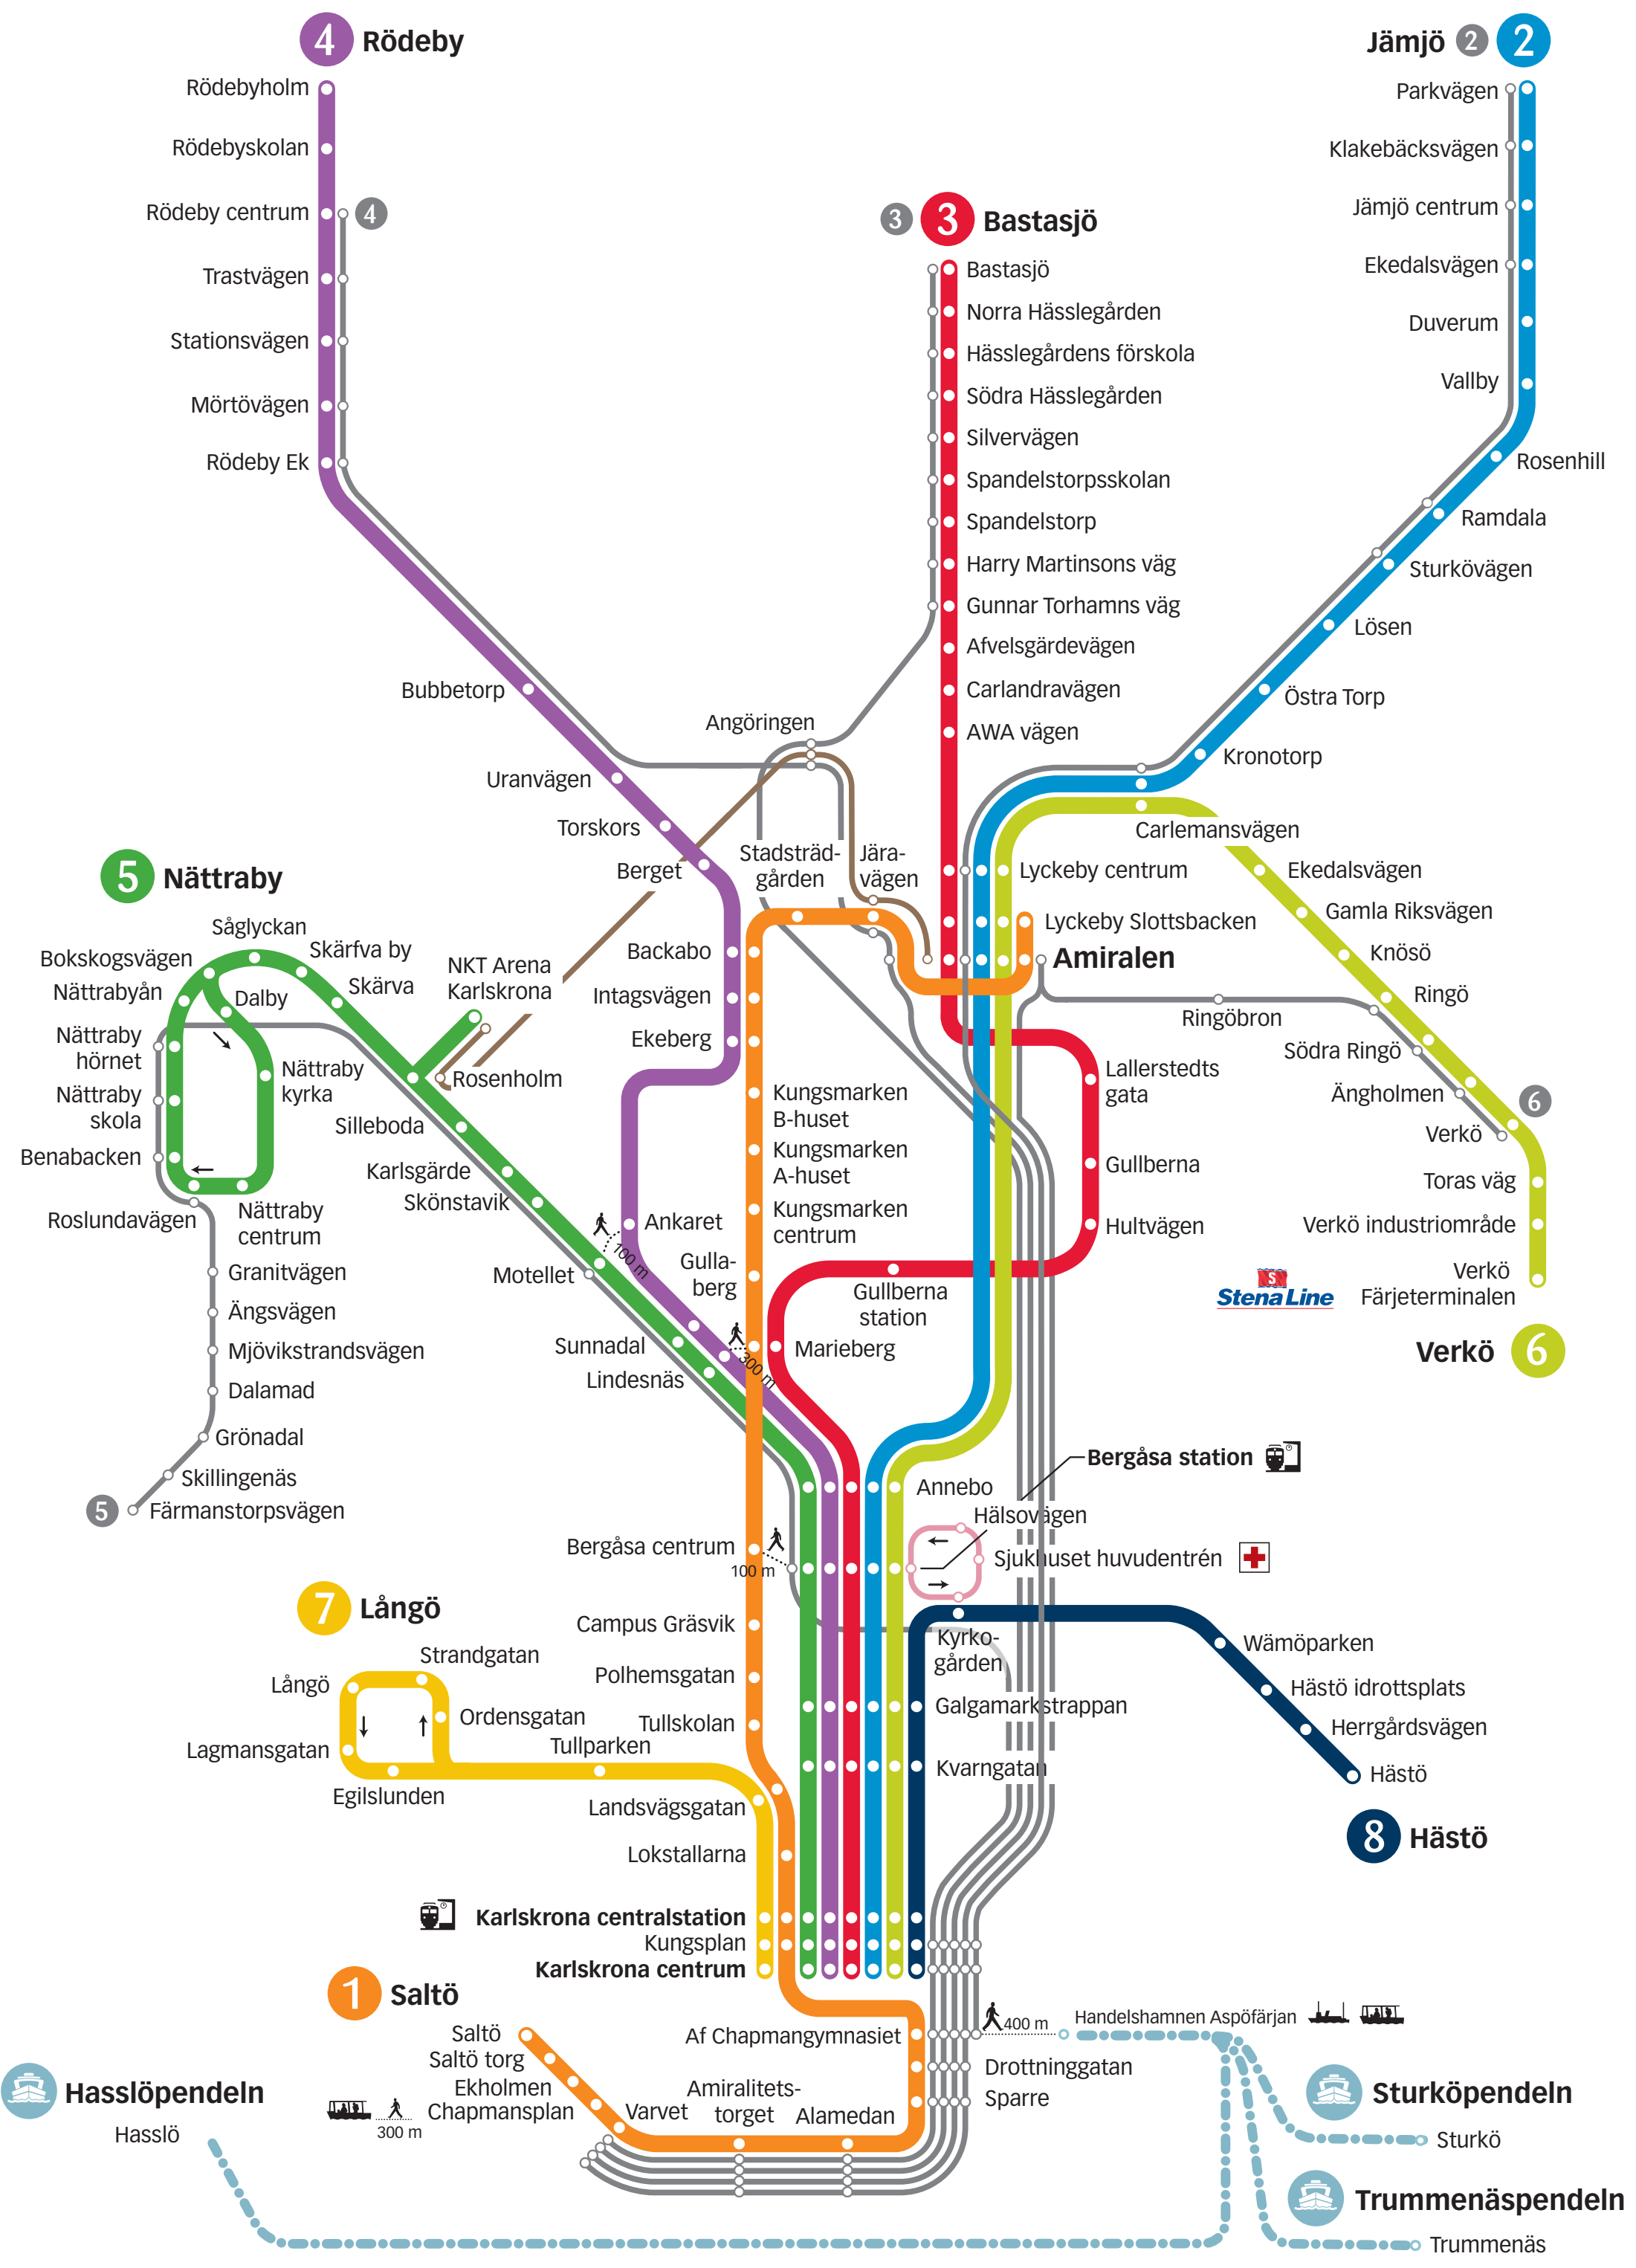 4 Rödeby
Rödebyholm
Rödebyskolan
Rödeby centrum
4
Trastvägen
Stationsvägen
Mörtövägen
Rödeby Ek
Bubbetorp
Uranvägen
Torskors
Berget
Backabo
Intagsvägen
Ekeberg
Ankaret
100 m
Gulla-
berg
300 m
Jämjö 2 2
Parkvägen
Klakebäcksvägen
Jämjö centrum
Ekedalsvägen
Duverum
Vallby
Rosenhill
Ramdala
Sturkövägen
Lösen
Östra Torp
Kronotorp
Carlemansvägen
3 3 Bastasjö
Bastasjö
Norra Hässlegården
Hässlegårdens förskola
Södra Hässlegården
Silvervägen
Spandelstorpsskolan
Spandelstorp
Harry Martinsons väg
Gunnar Torhamns väg
Afvelsgärdevägen
Carlandravägen
AWA vägen
Angöringen
Stadsträd-
gården
Jära-
vägen
Lyckeby centrum
Lyckeby Slottsbacken
Amiralen
Ekedalsvägen
Gamla Riksvägen
Knösö
Ringö
Ringöbron
Södra Ringö
Ängholmen
Verkö
6
Toras väg
Verkö industriområde
Verkö
Färjeterminalen
S
Stena Line
Verkö 6
Lallerstedts
gata
Gullberna
Hultvägen
Gullberna
station
Marieberg
Kungsmarken
B-huset
Kungsmarken
A-huset
Kungsmarken
centrum
5 Nättraby
Såglyckan
Skärfva by
Skärva
Bokskogsvägen
Nättrabyån
Dalby
Nättraby
hörnet
Nättraby
kyrka
Nättraby
skola
Benabacken
Roslundavägen
Nättraby
centrum
NKT Arena
Karlskrona
Rosenholm
Silleboda
Karlsgärde
Skönstavik
Motellet
Sunnadal
Lindesnäs
Granitvägen
Ängsvägen
Mjövikstrandsvägen
Dalamad
Grönadal
Skillingenäs
5 Färmanstorpsvägen
Bergåsa station
Annebo
Hälsovägen
Sjukhuset huvudentrén
Bergåsa centrum
100 m
Campus Gräsvik
Polhemsgatan
Tullskolan
Kyrko-
gården
Galgamarkstrappan
Kvarngatan
Wämöparken
Hästö idrottsplats
Herrgårdsvägen
Hästö
8 Hästö
7 Långö
Strandgatan
Långö
Ordensgatan
Lagmansgatan
Egilslunden
Tullparken
Landsvägsgatan
Lokstallarna
Karlskrona centralstation
Kungsplan
Karlskrona centrum
1 Saltö
Saltö
Saltö torg
Ekholmen
Chapmansplan
300 m
Varvet
Amiralitets-
torget
Alamedan
Af Chapmangymnasiet
Drottninggatan
Sparre
400 m
Handelshamnen Aspöfärjan
Hasslöpendeln
Hasslö
Sturköpendeln
Sturkö
Trummenäspendeln
Trummenäs